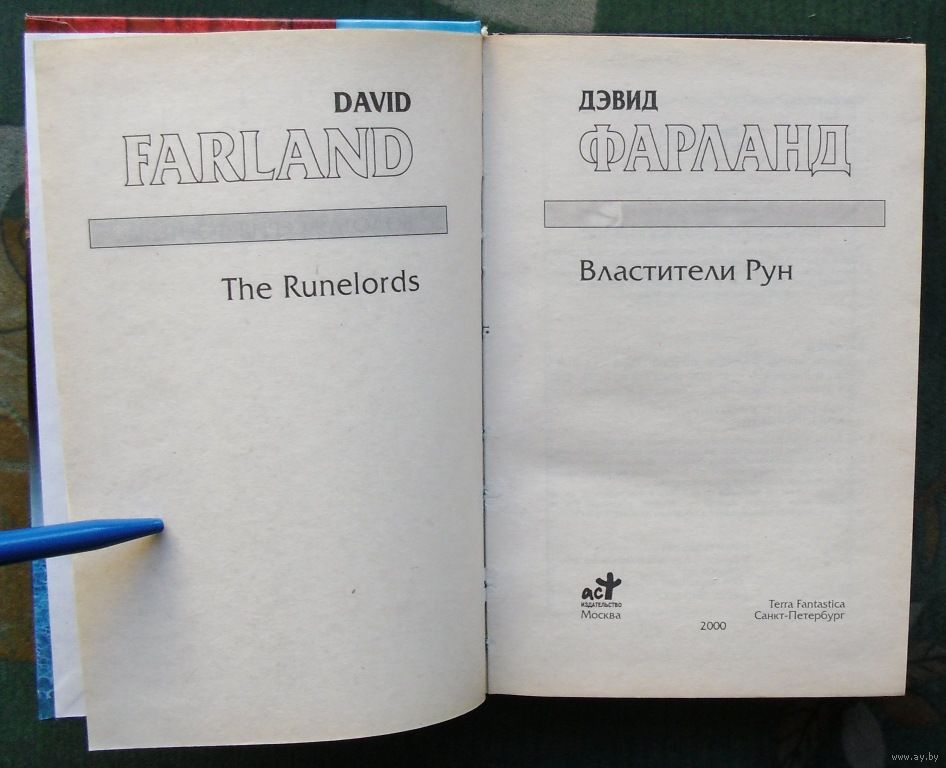 DAVID
FARLAND
The Runelords
ДЭВИД
ФАРЛАНД
Властители Рун
аст
ИЗДАТЕЛЬСТВО
Москва
2000
Terra Fantastica
Санкт-Петербург
www.ay.by